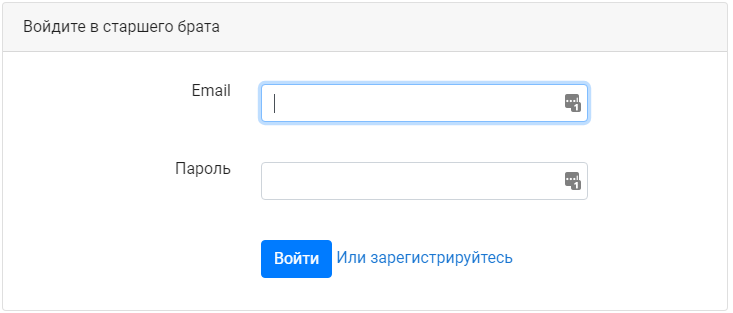 Войдите в старшего брата
Email
Пароль
Войти Или зарегистрируйтесь